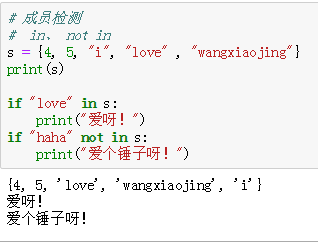 # 成员检测
# in、 not in
s = {4, 5, "i", "love" , "wangxiaojing"}
print(s)
if "love" in s:
    print("爱呀！")
if "haha" not in s:
    print("爱个锤子呀！")
{4, 5, 'love', 'wangxiaojing', 'i'}
爱呀！
爱个锤子呀！